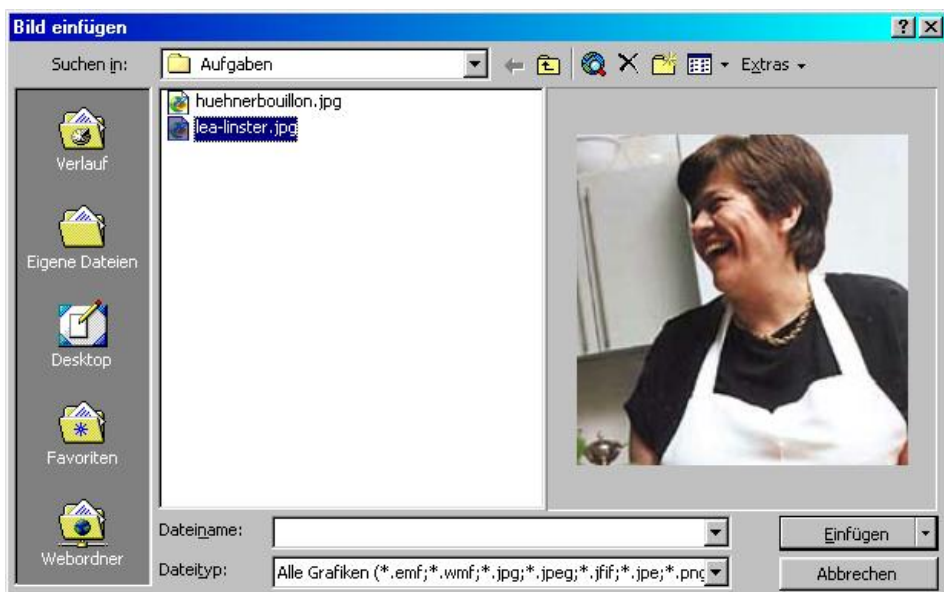 Bild einfügen
Suchen in:
Aufgaben
Extras
huehnerbouillon.jpg
lea-linster.jpg
Verlauf
Eigene Dateien
Desktop
Favoriten
Webordner
Dateiname:
Einfügen
Dateityp:
Alle Grafiken (*.emf;*.wmf;*.jpg;*.jpeg;*.jfif;*.jpe;*.png
Abbrechen